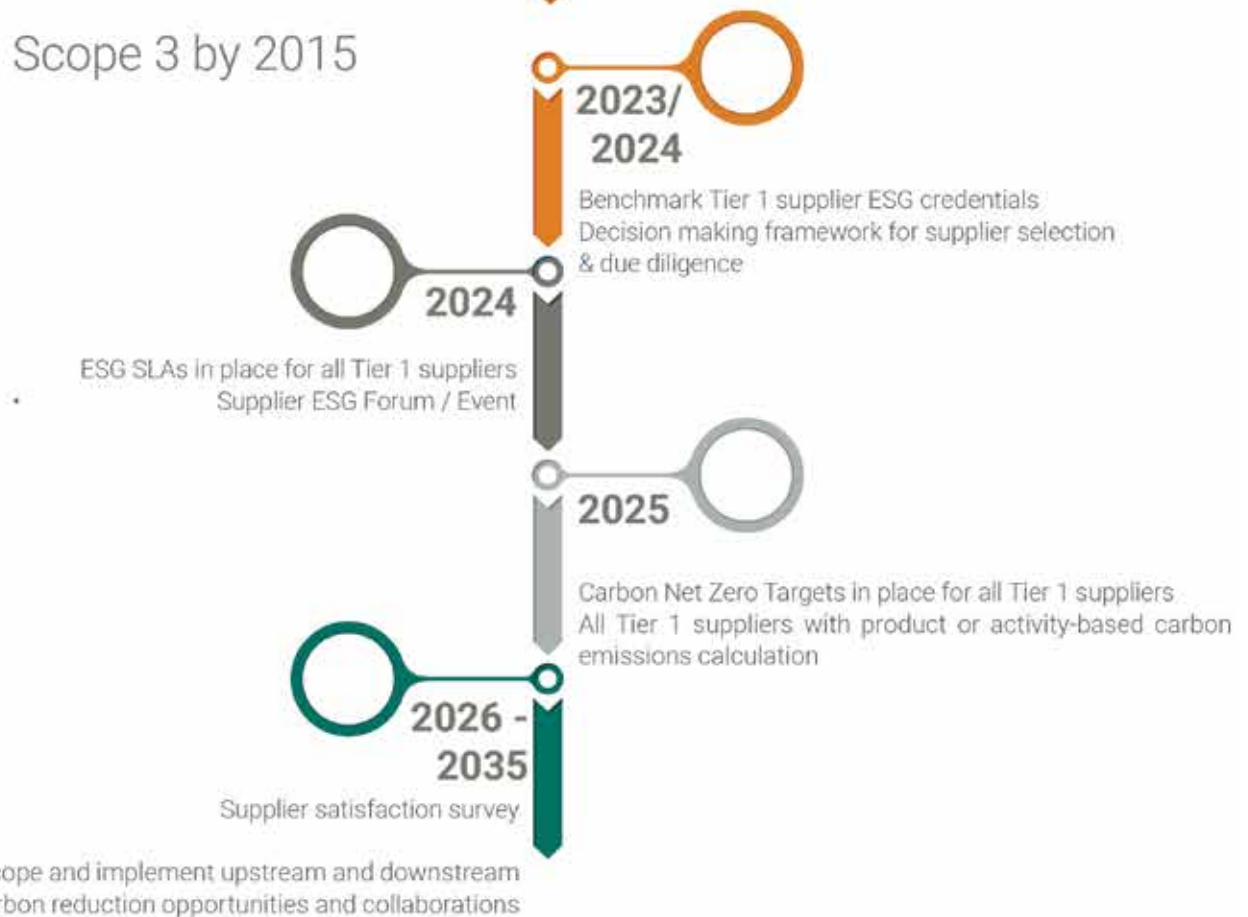 Scope 3 by 2015
2023/
2024
Benchmark Tier 1 supplier ESG credentials
Decision making framework for supplier selection
& due diligence
2024
ESG SLAs in place for all Tier 1 suppliers
Supplier ESG Forum / Event
2025
Carbon Net Zero Targets in place for all Tier 1 suppliers
All Tier 1 suppliers with product or activity-based carbon
emissions calculation
2026 -
2035
Supplier satisfaction survey
cope and implement upstream and downstream
rbon reduction opportunities and collaborations